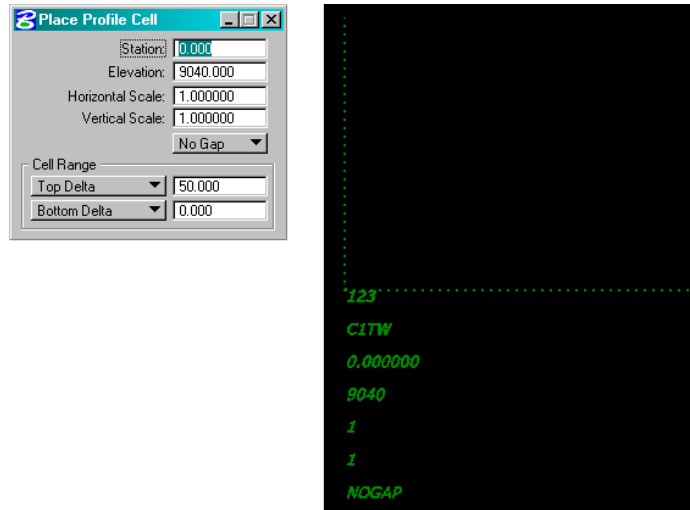 Place Profile Cell
Station: 0.000
Elevation: 9040.000
Horizontal Scale: 1.000000
Vertical Scale: 1.000000
No Gap
Cell Range
Top Delta 50.000
Bottom Delta 0.000
123
C1TW
0.000000
9040
1
1
NOGAP